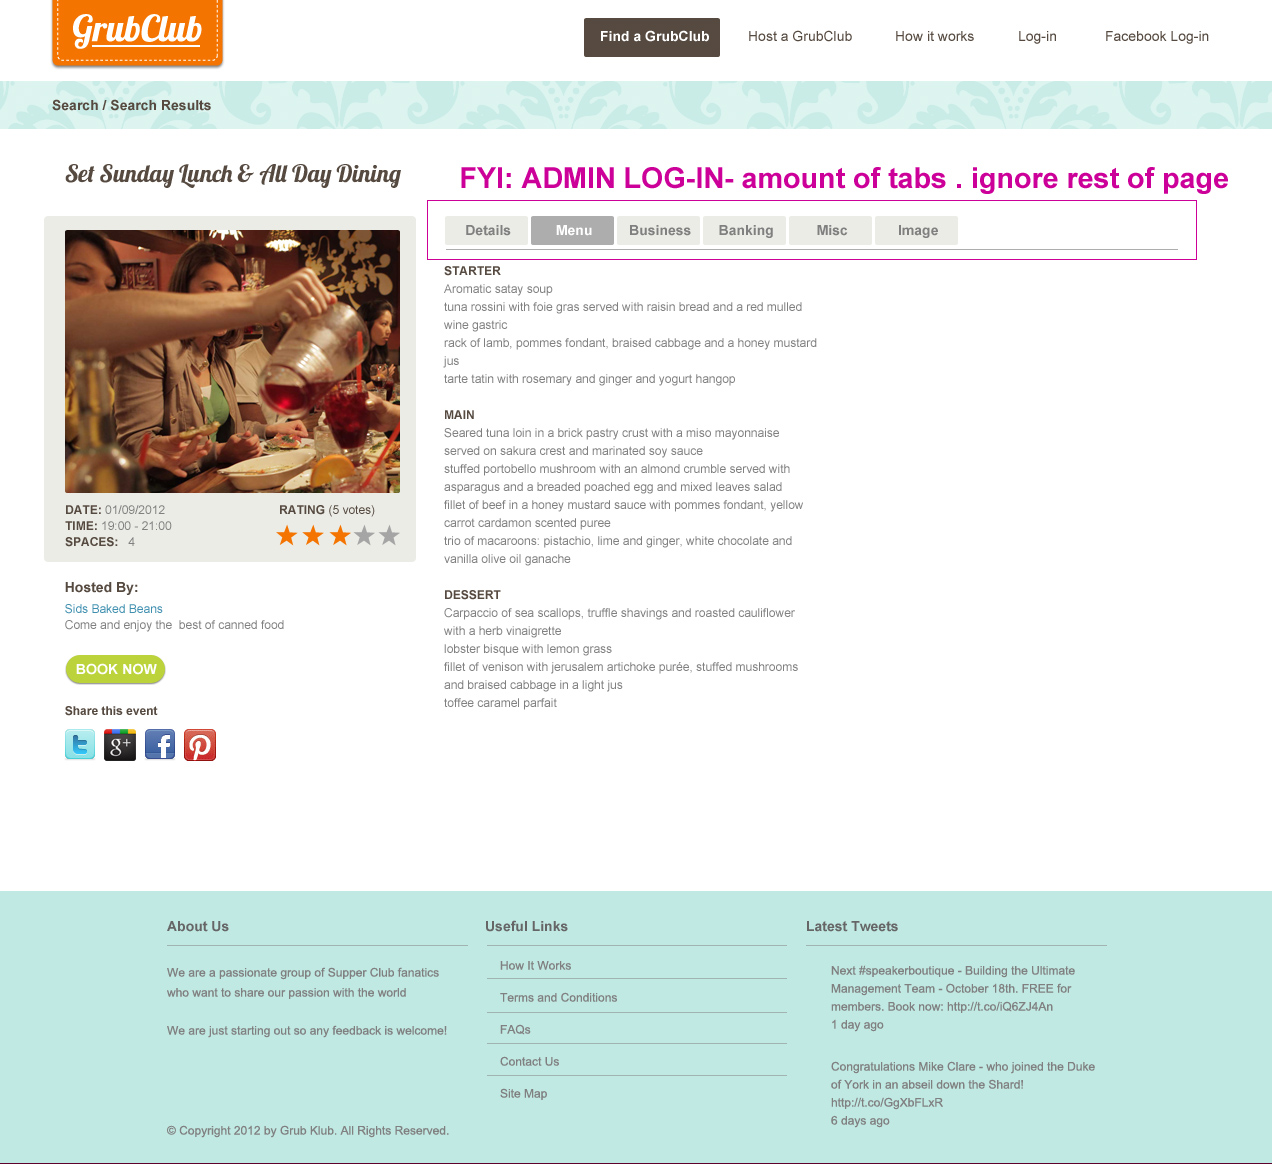 GrubClub
Find a GrubClub
Host a GrubClub
How it works
Log-in
Facebook Log-in
Search / Search Results
Set Sunday Lunch & All Day Dining
FYI: ADMIN LOG-IN- amount of tabs . ignore rest of page
Details
Menu
Business
Banking
Misc
Image
DATE: 01/09/2012
TIME: 19:00 - 21:00
SPACES: 4
RATING (5 votes)
Hosted By:
Sids Baked Beans
Come and enjoy the best of canned food
BOOK NOW
Share this event
STARTER
Aromatic satay soup
tuna rossini with foie gras served with raisin bread and a red mulled
wine gastric
rack of lamb, pommes fondant, braised cabbage and a honey mustard
jus
tarte tatin with rosemary and ginger and yogurt hangop
MAIN
Seared tuna loin in a brick pastry crust with a miso mayonnaise
served on sakura crest and marinated soy sauce
stuffed portobello mushroom with an almond crumble served with
asparagus and a breaded poached egg and mixed leaves salad
fillet of beef in a honey mustard sauce with pommes fondant, yellow
carrot cardamon scented puree
trio of macaroons: pistachio, lime and ginger, white chocolate and
vanilla olive oil ganache
DESSERT
Carpaccio of sea scallops, truffle shavings and roasted cauliflower
with a herb vinaigrette
lobster bisque with lemon grass
fillet of venison with jerusalem artichoke purée, stuffed mushrooms
and braised cabbage in a light jus
toffee caramel parfait
About Us
We are a passionate group of Supper Club fanatics
who want to share our passion with the world
We are just starting out so any feedback is welcome!
© Copyright 2012 by Grub Klub. All Rights Reserved.
Useful Links
How It Works
Terms and Conditions
FAQs
Contact Us
Site Map
Latest Tweets
Next #speakerboutique - Building the Ultimate
Management Team - October 18th. FREE for
members. Book now: http://t.co/iQ6ZJ4An
1 day ago
Congratulations Mike Clare - who joined the Duke
of York in an abseil down the Shard!
http://t.co/GgXbFLxR
6 days ago